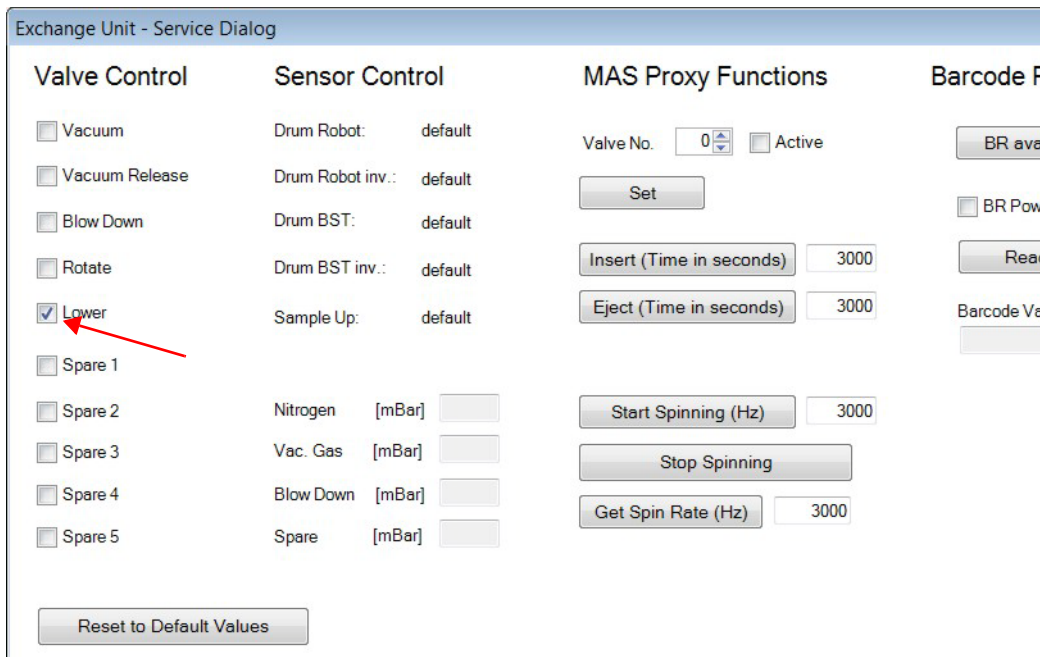 Exchange Unit - Service Dialog
Valve Control
Vacuum
Vacuum Release
Blow Down
Rotate
Lower
Spare 1
Spare 2
Spare 3
Spare 4
Spare 5
Reset to Default Values
Sensor Control
Drum Robot: default
Drum Robot inv.: default
Drum BST: default
Drum BST inv.: default
Sample Up: default
Nitrogen [mBar]
Vac. Gas [mBar]
Blow Down [mBar]
Spare [mBar]
MAS Proxy Functions
Valve No. 0 Active
Set
Insert (Time in seconds) 3000
Eject (Time in seconds) 3000
Start Spinning (Hz) 3000
Stop Spinning
Get Spin Rate (Hz) 3000
Barcode
BR
BR
Barcode